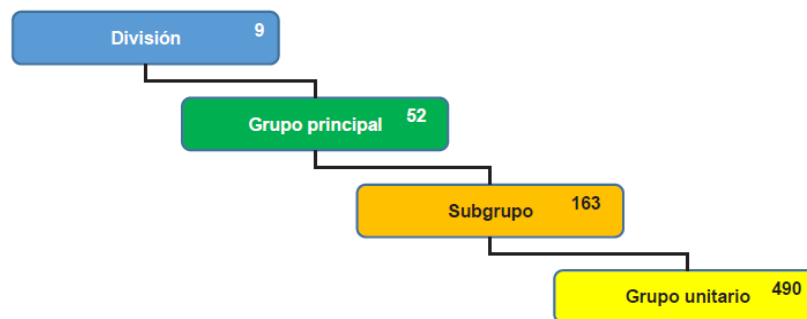 División 9
Grupo principal 52
Subgrupo 163
Grupo unitario 490